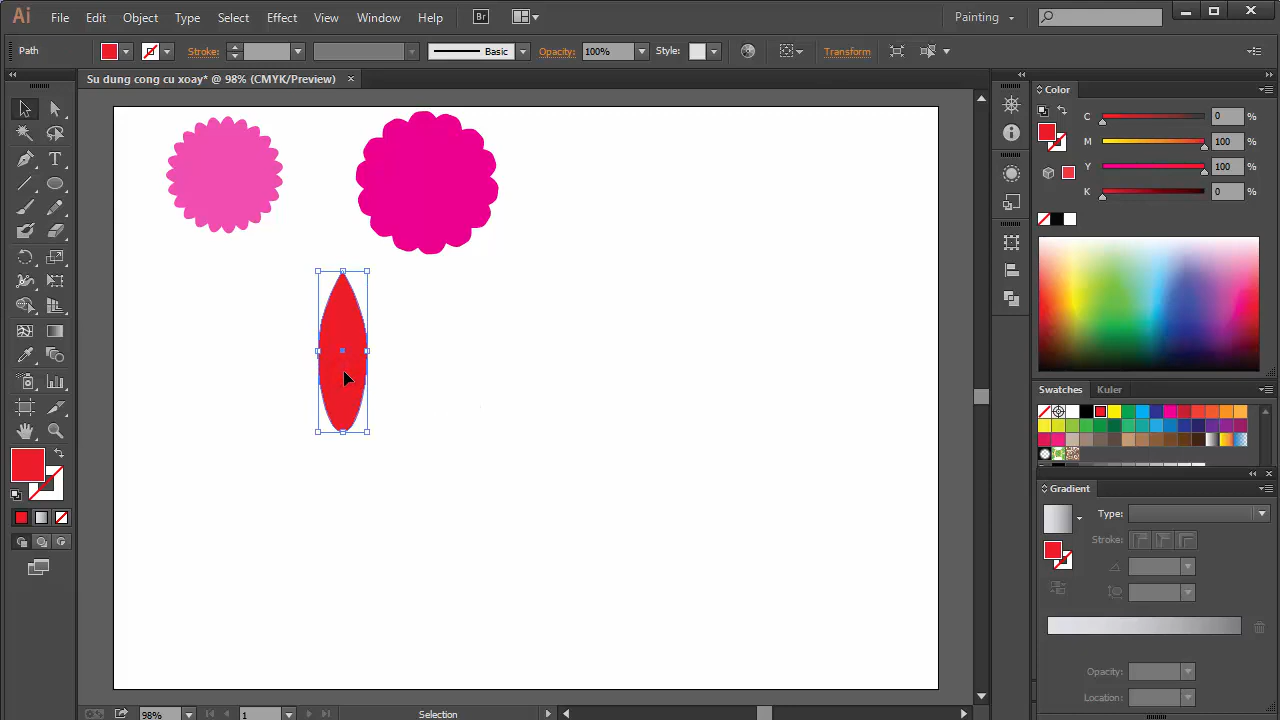 Ai File Edit Object Type Select Effect View Window Help Br Painting
Path Stroke: Basic Opacity: 100% Style: Transform
Su dung cong cu xoay* @ 98% (CMYK/Preview) ×
Color
C 0 %
M 100 %
Y 100 %
K 0 %
Swatches Kuler
Gradient
Type:
Stroke:
Opacity:
Location:
98% 1 Selection